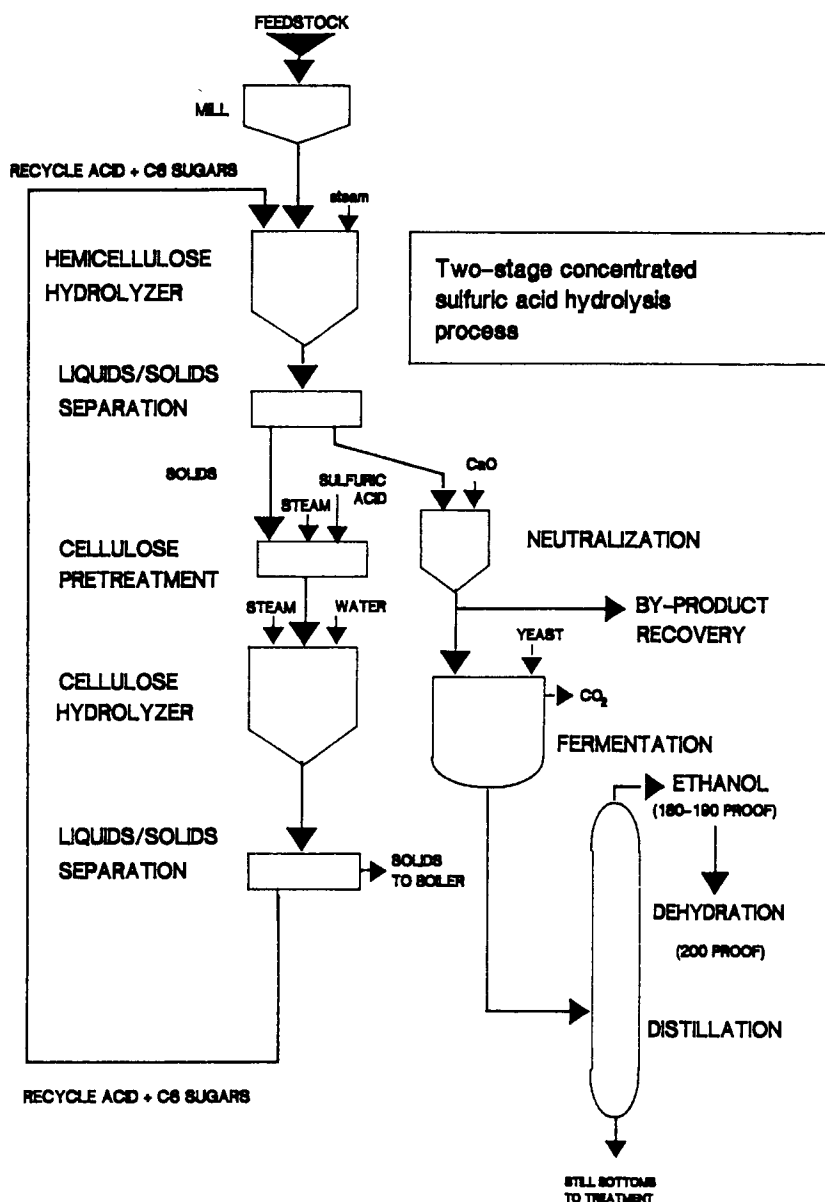 FEEDSTOCK
MILL
RECYCLE ACID + C6 SUGARS
steam
HEMICELLULOSE
HYDROLYZER
Two-stage concentrated
sulfuric acid hydrolysis
process
LIQUIDS/SOLIDS
SEPARATION
SOLIDS
STEAM
SULFURIC
ACID
CaO
CELLULOSE
PRETREATMENT
NEUTRALIZATION
STEAM
WATER
BY-PRODUCT
RECOVERY
YEAST
CELLULOSE
HYDROLYZER
CO₂
FERMENTATION
LIQUIDS/SOLIDS
SEPARATION
SOLIDS
TO BOILER
ETHANOL
(180-190 PROOF)
DEHYDRATION
(200 PROOF)
DISTILLATION
RECYCLE ACID + C6 SUGARS
STILL BOTTOMS
TO TREATMENT